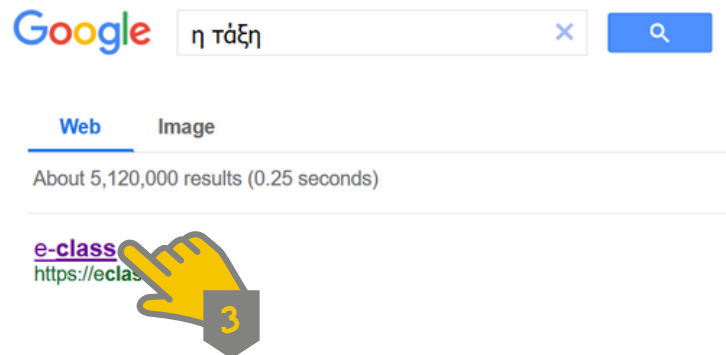 Google η τάξη
Web Image
About 5,120,000 results (0.25 seconds)
e-class
https://eclas
3